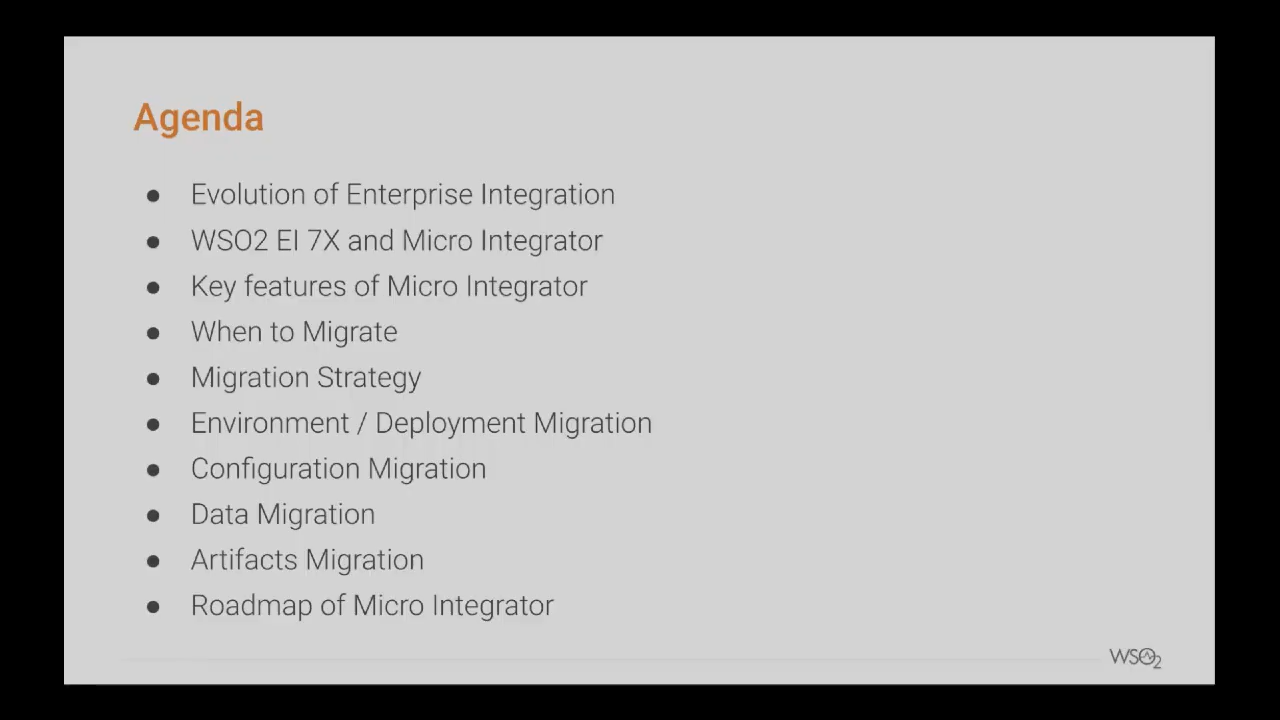 Agenda
● Evolution of Enterprise Integration
● WSO2 EI 7X and Micro Integrator
● Key features of Micro Integrator
● When to Migrate
● Migration Strategy
● Environment / Deployment Migration
● Configuration Migration
● Data Migration
● Artifacts Migration
● Roadmap of Micro Integrator
WSO2